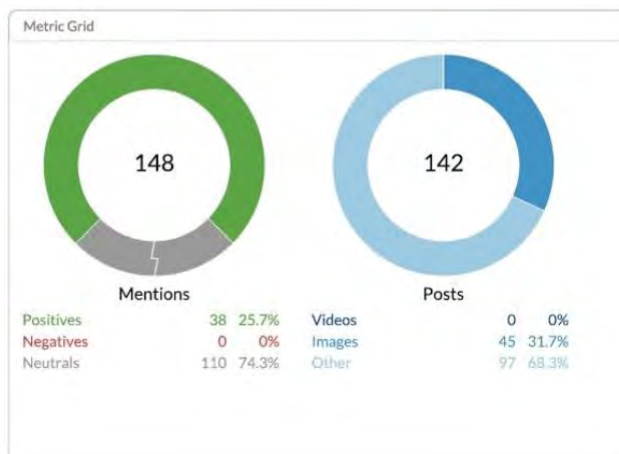 Metric Grid
148
Mentions
Positives 38 25.7%
Negatives 0 0%
Neutrals 110 74.3%
142
Posts
Videos 0 0%
Images 45 31.7%
Other 97 68.3%